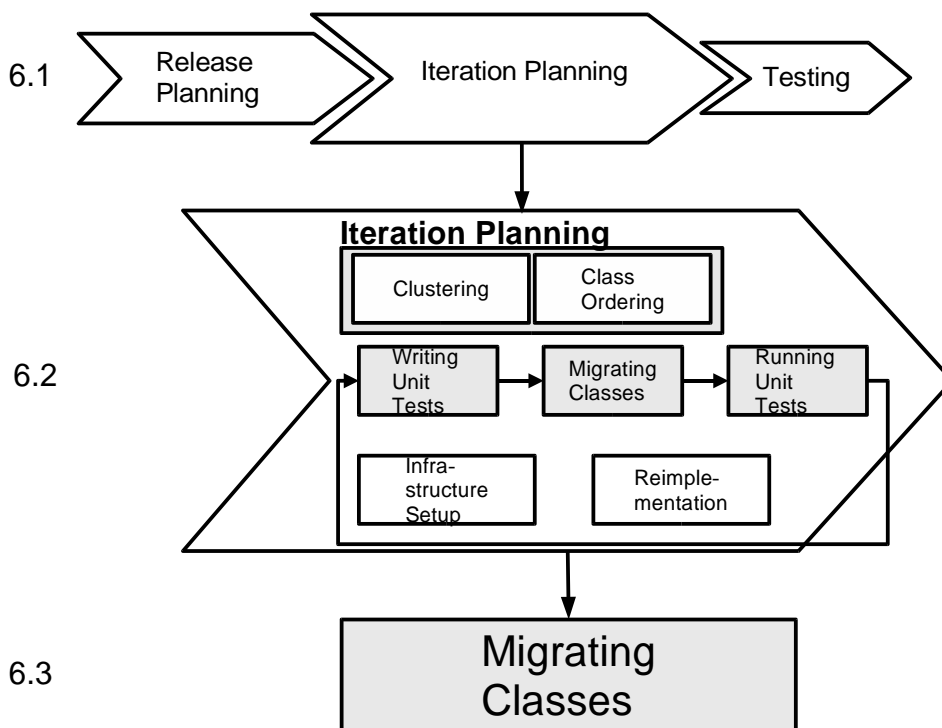 6.1
Release
Planning
Iteration Planning
Testing
Iteration Planning
Clustering
Class
Ordering
6.2
Writing
Unit
Tests
Migrating
Classes
Running
Unit
Tests
Infra-
structure
Setup
Reimple-
mentation
6.3
Migrating
Classes